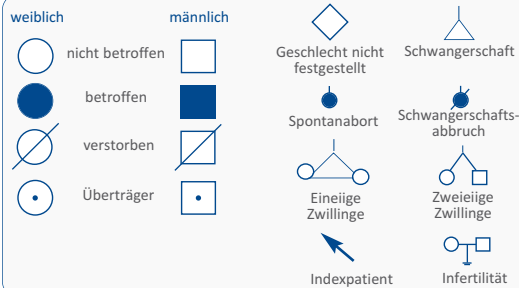 weiblich
männlich
nicht betroffen
betroffen
verstorben
Überträger
Geschlecht nicht
festgestellt
Schwangerschaft
Spontanabort
Schwangerschafts-
abbruch
Eineiige
Zwillinge
Zweieiige
Zwillinge
Indexpatient
Infertilität